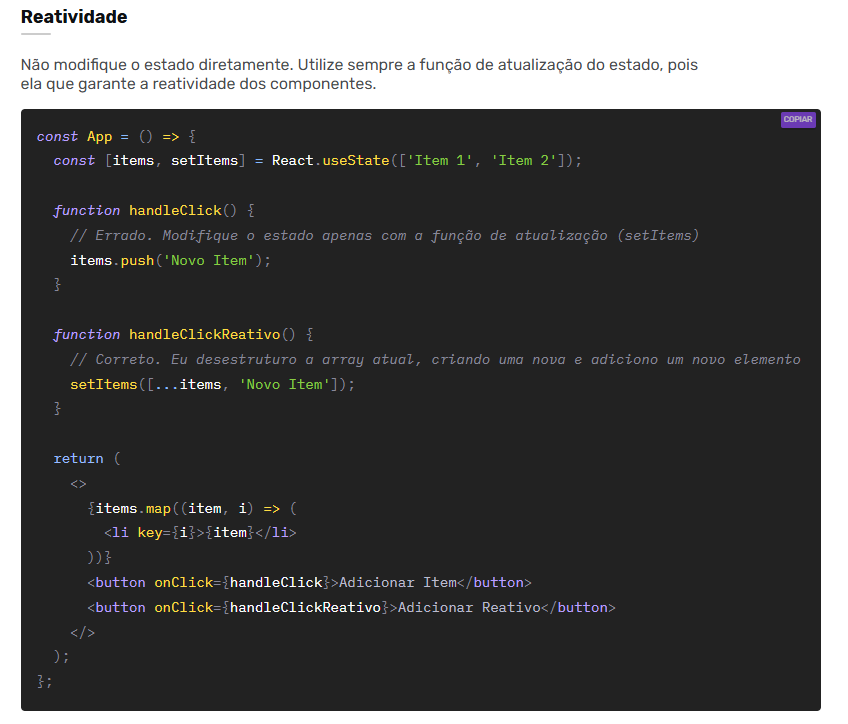 Reatividade
Não modifique o estado diretamente. Utilize sempre a função de atualização do estado, pois
ela que garante a reatividade dos componentes.
COPIAR
const App = () => {
  const [items, setItems] = React.useState(['Item 1', 'Item 2']);

  function handleClick() {
    // Errado. Modifique o estado apenas com a função de atualização (setItems)
    items.push('Novo Item');
  }

  function handleClickReativo() {
    // Correto. Eu desestruturo a array atual, criando uma nova e adiciono um novo elemento
    setItems([...items, 'Novo Item']);
  }

  return (
    <>
      {items.map((item, i) => (
        <li key={i}>{item}</li>
      ))}
      <button onClick={handleClick}>Adicionar Item</button>
      <button onClick={handleClickReativo}>Adicionar Reativo</button>
    </>
  );
};